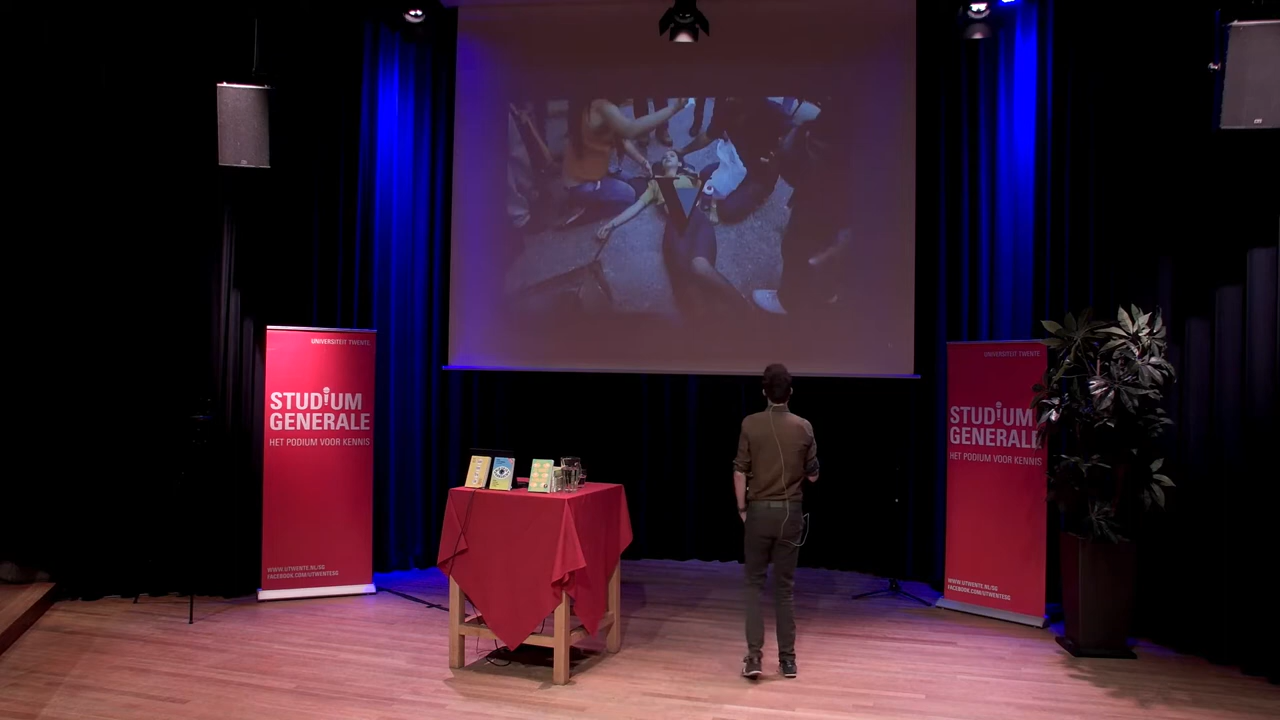 UNIVERSITEIT TWENTE.
STUDIUM
GENERALE
HET PODIUM VOOR KENNIS
WWW.UTWENTE.NL/SG
FACEBOOK.COM/UTWENTESG
UNIVERSITEIT TWENTE
STUDIUM
GENERALE
HET PODIUM VOOR KENNIS
WWW.UTWENTE.NL/SG
FACEBOOK.COM/UTWENTESG